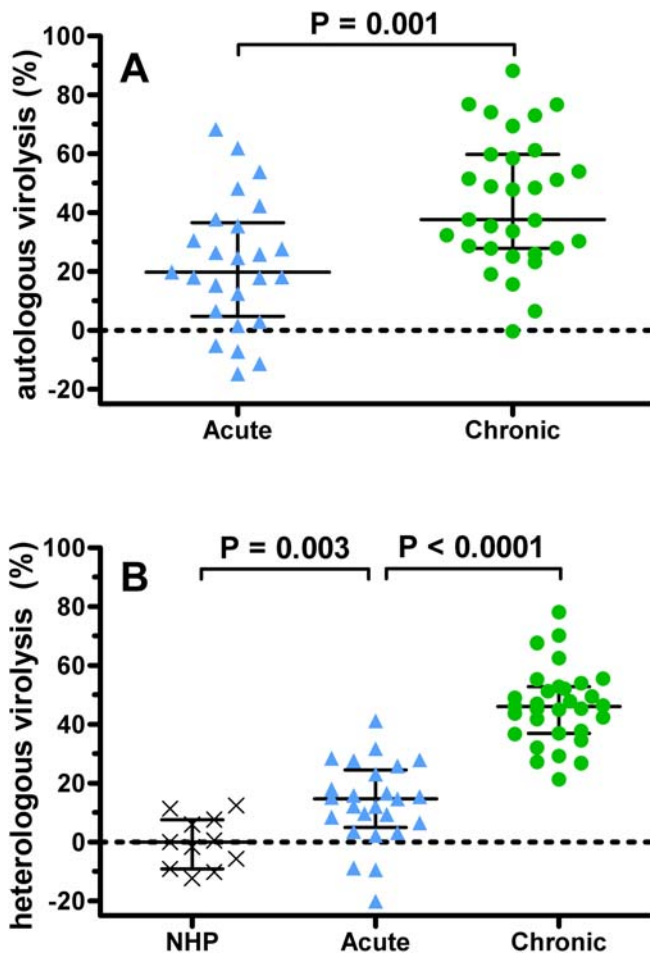 A
P = 0.001
autologous virolysis (%)
100
80
60
40
20
0
-20
Acute Chronic
B
P = 0.003 P < 0.0001
heterologous virolysis (%)
100
80
60
40
20
0
-20
NHP Acute Chronic